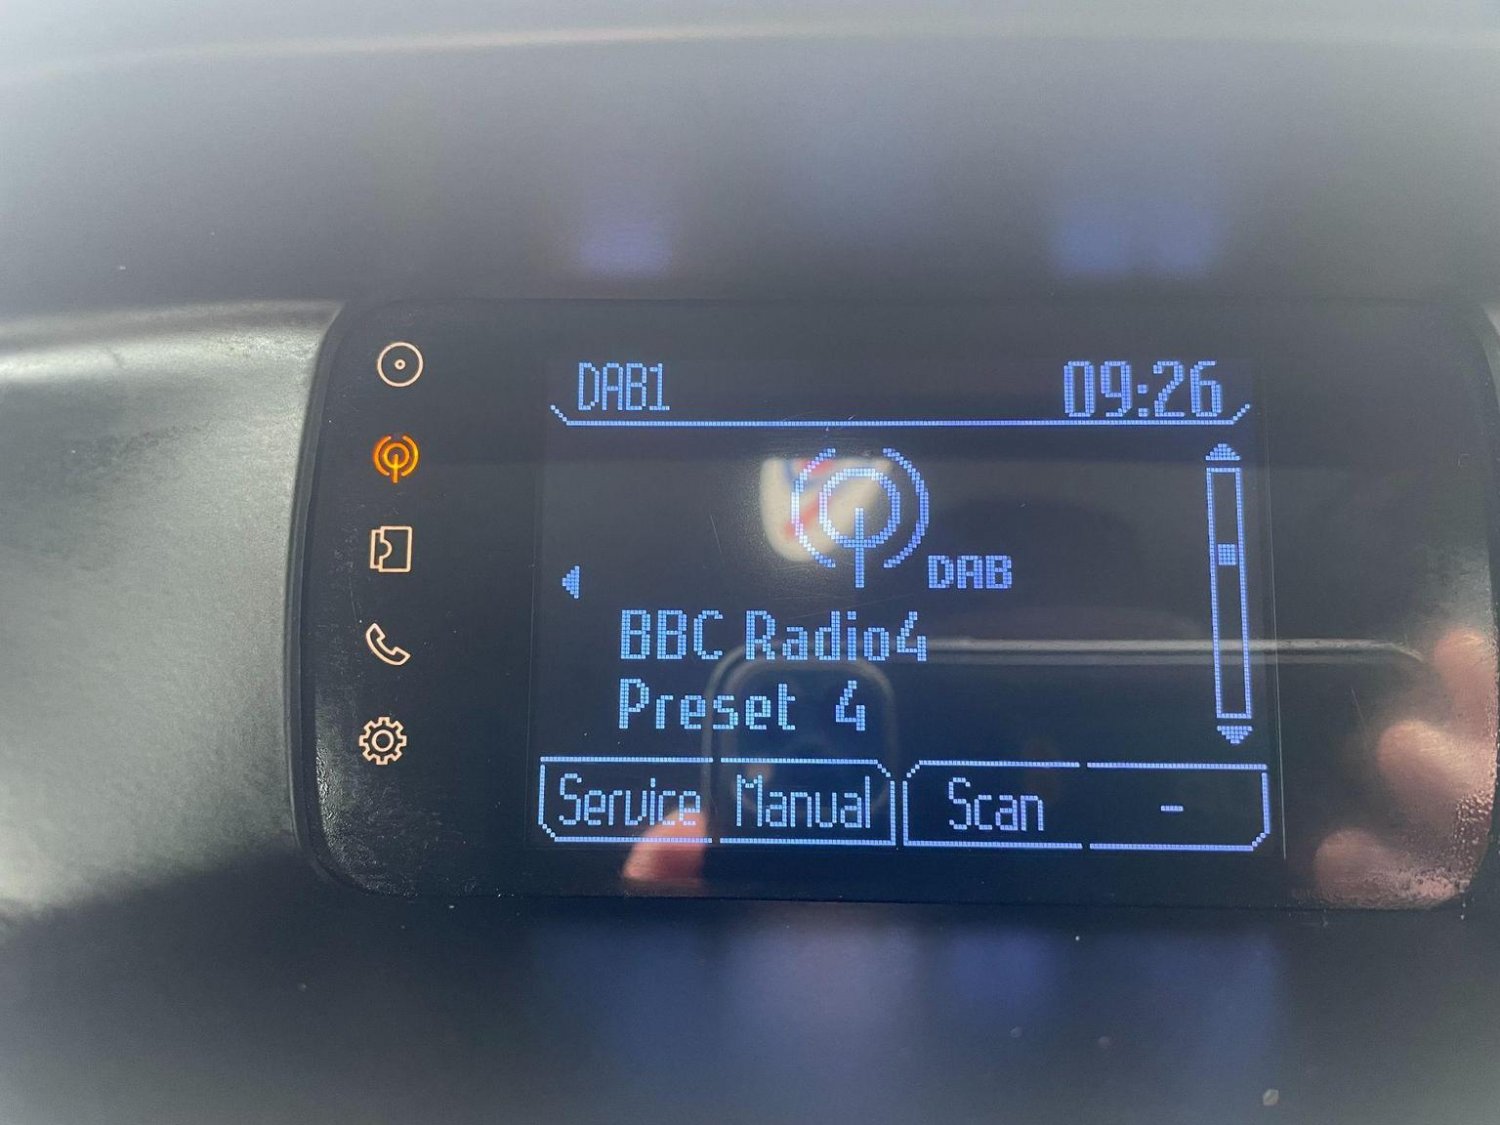 DAB1 09:26
DAB
BBC Radio4
Preset 4
Service Manual Scan -